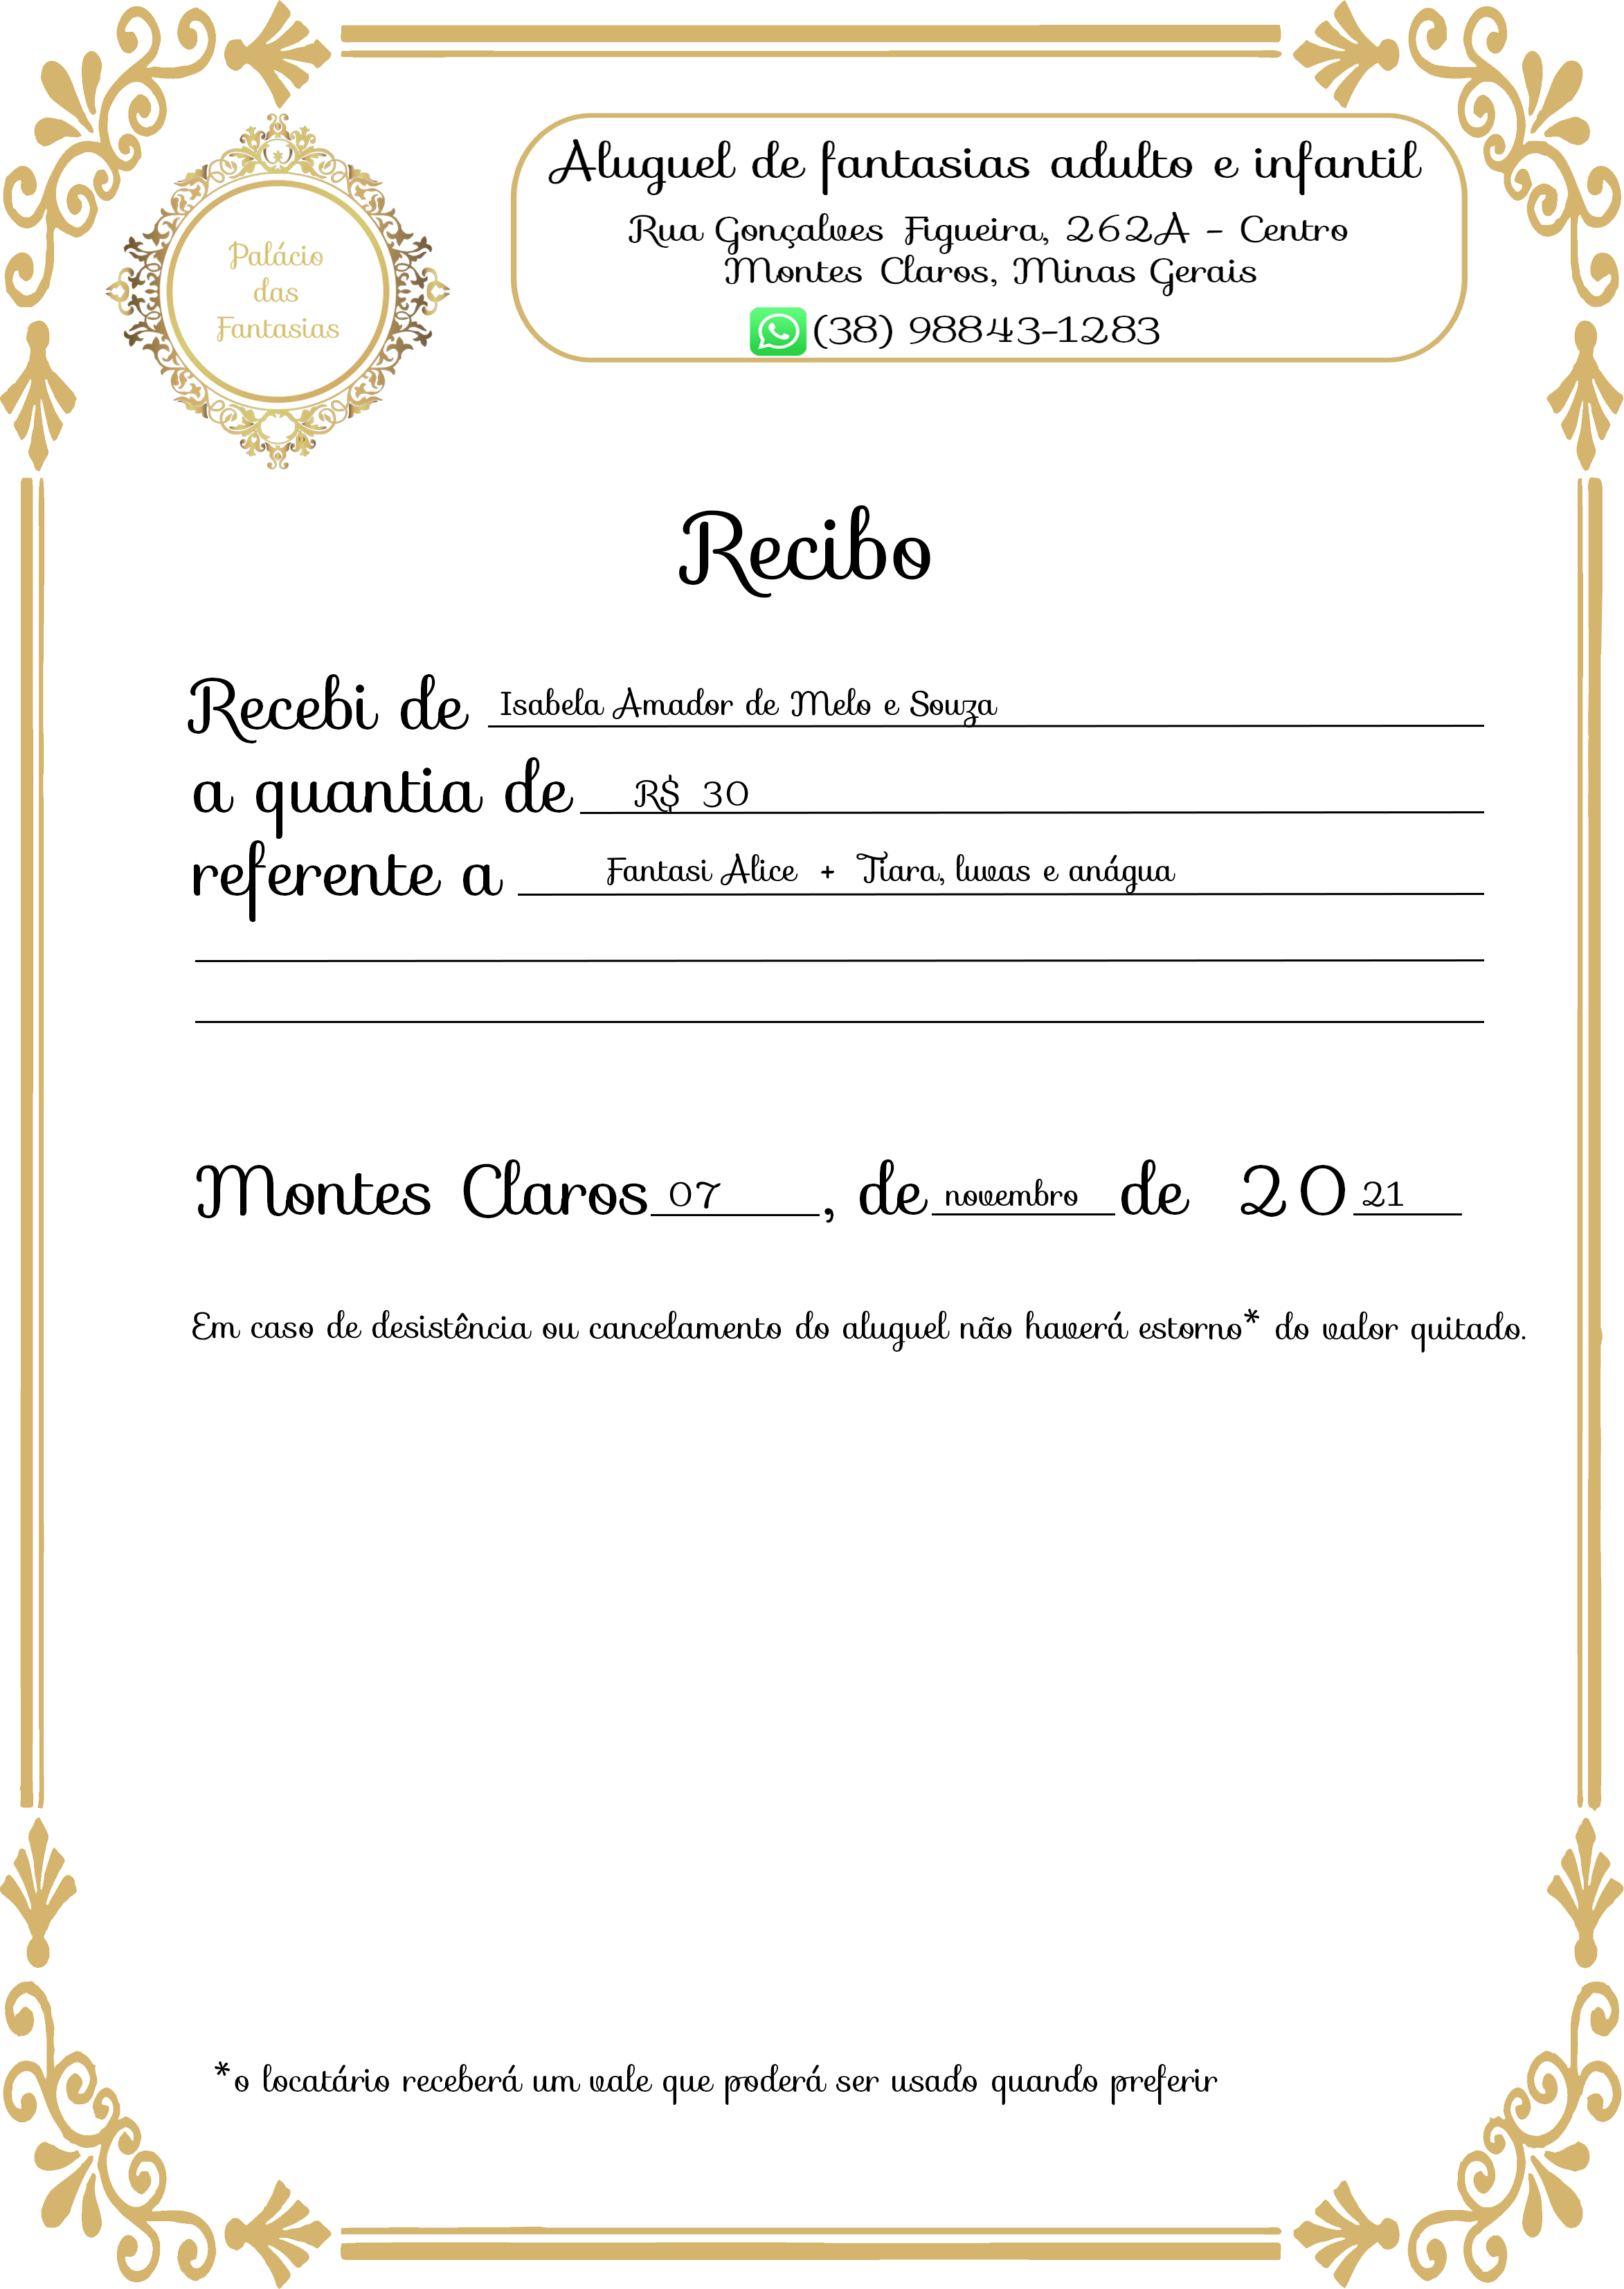 Palácio
das
Fantasias
Aluguel de fantasias adulto e infantil
Rua Gonçalves Figueira, 262A - Centro
Montes Claros, Minas Gerais
(38) 98843-1283
Recibo
Recebi de Isabela Amador de Melo e Souza
a quantia de R$ 30
referente a Fantasi Alice + Tiara, luvas e anágua
Montes Claros 07, de novembro de 2021
Em caso de desistência ou cancelamento do aluguel não haverá estorno* do valor quitado.
*o locatário receberá um vale que poderá ser usado quando preferir